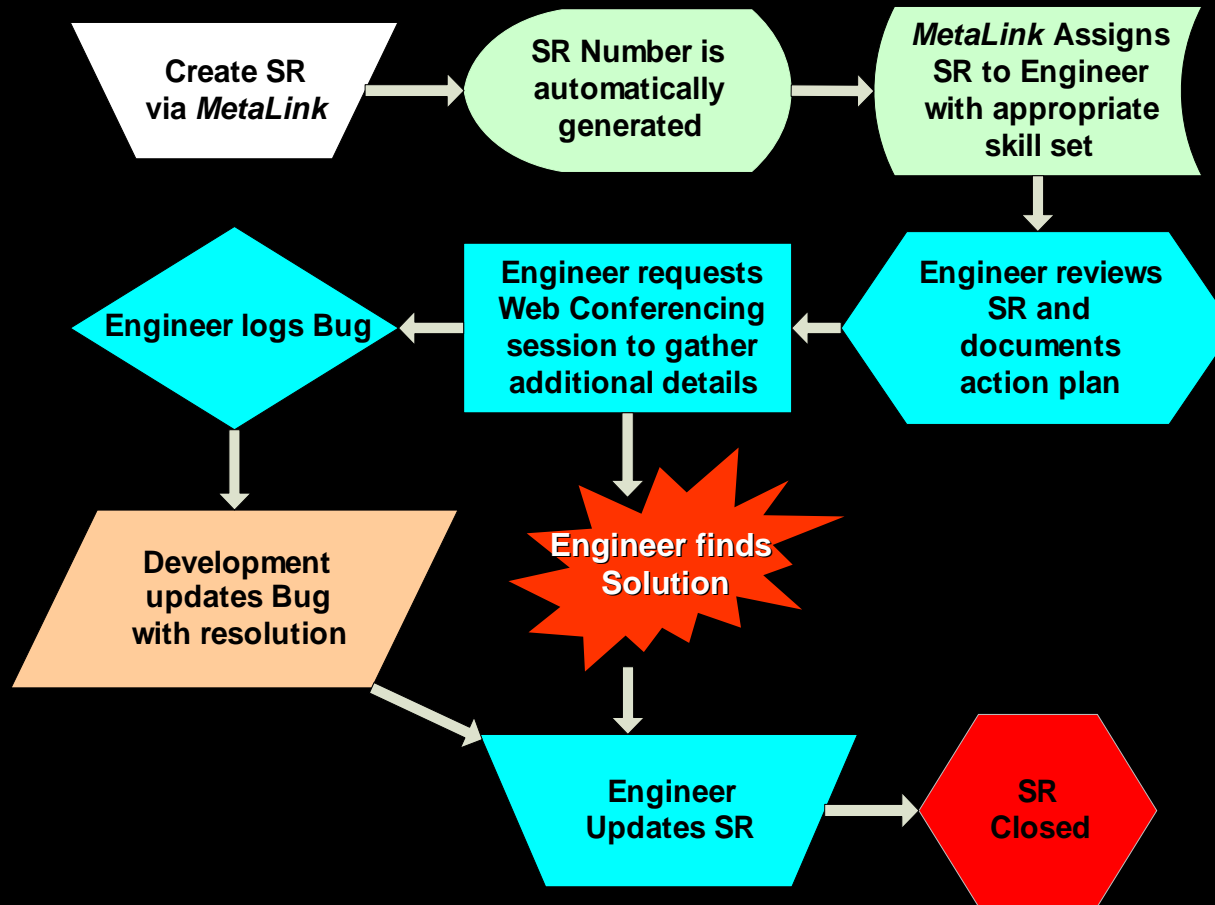 Create SR
via MetaLink
SR Number is
automatically
generated
MetaLink Assigns
SR to Engineer
with appropriate
skill set
Engineer reviews
SR and
documents
action plan
Engineer requests
Web Conferencing
session to gather
additional details
Engineer logs Bug
Development
updates Bug
with resolution
Engineer finds
Solution
Engineer
Updates SR
SR
Closed